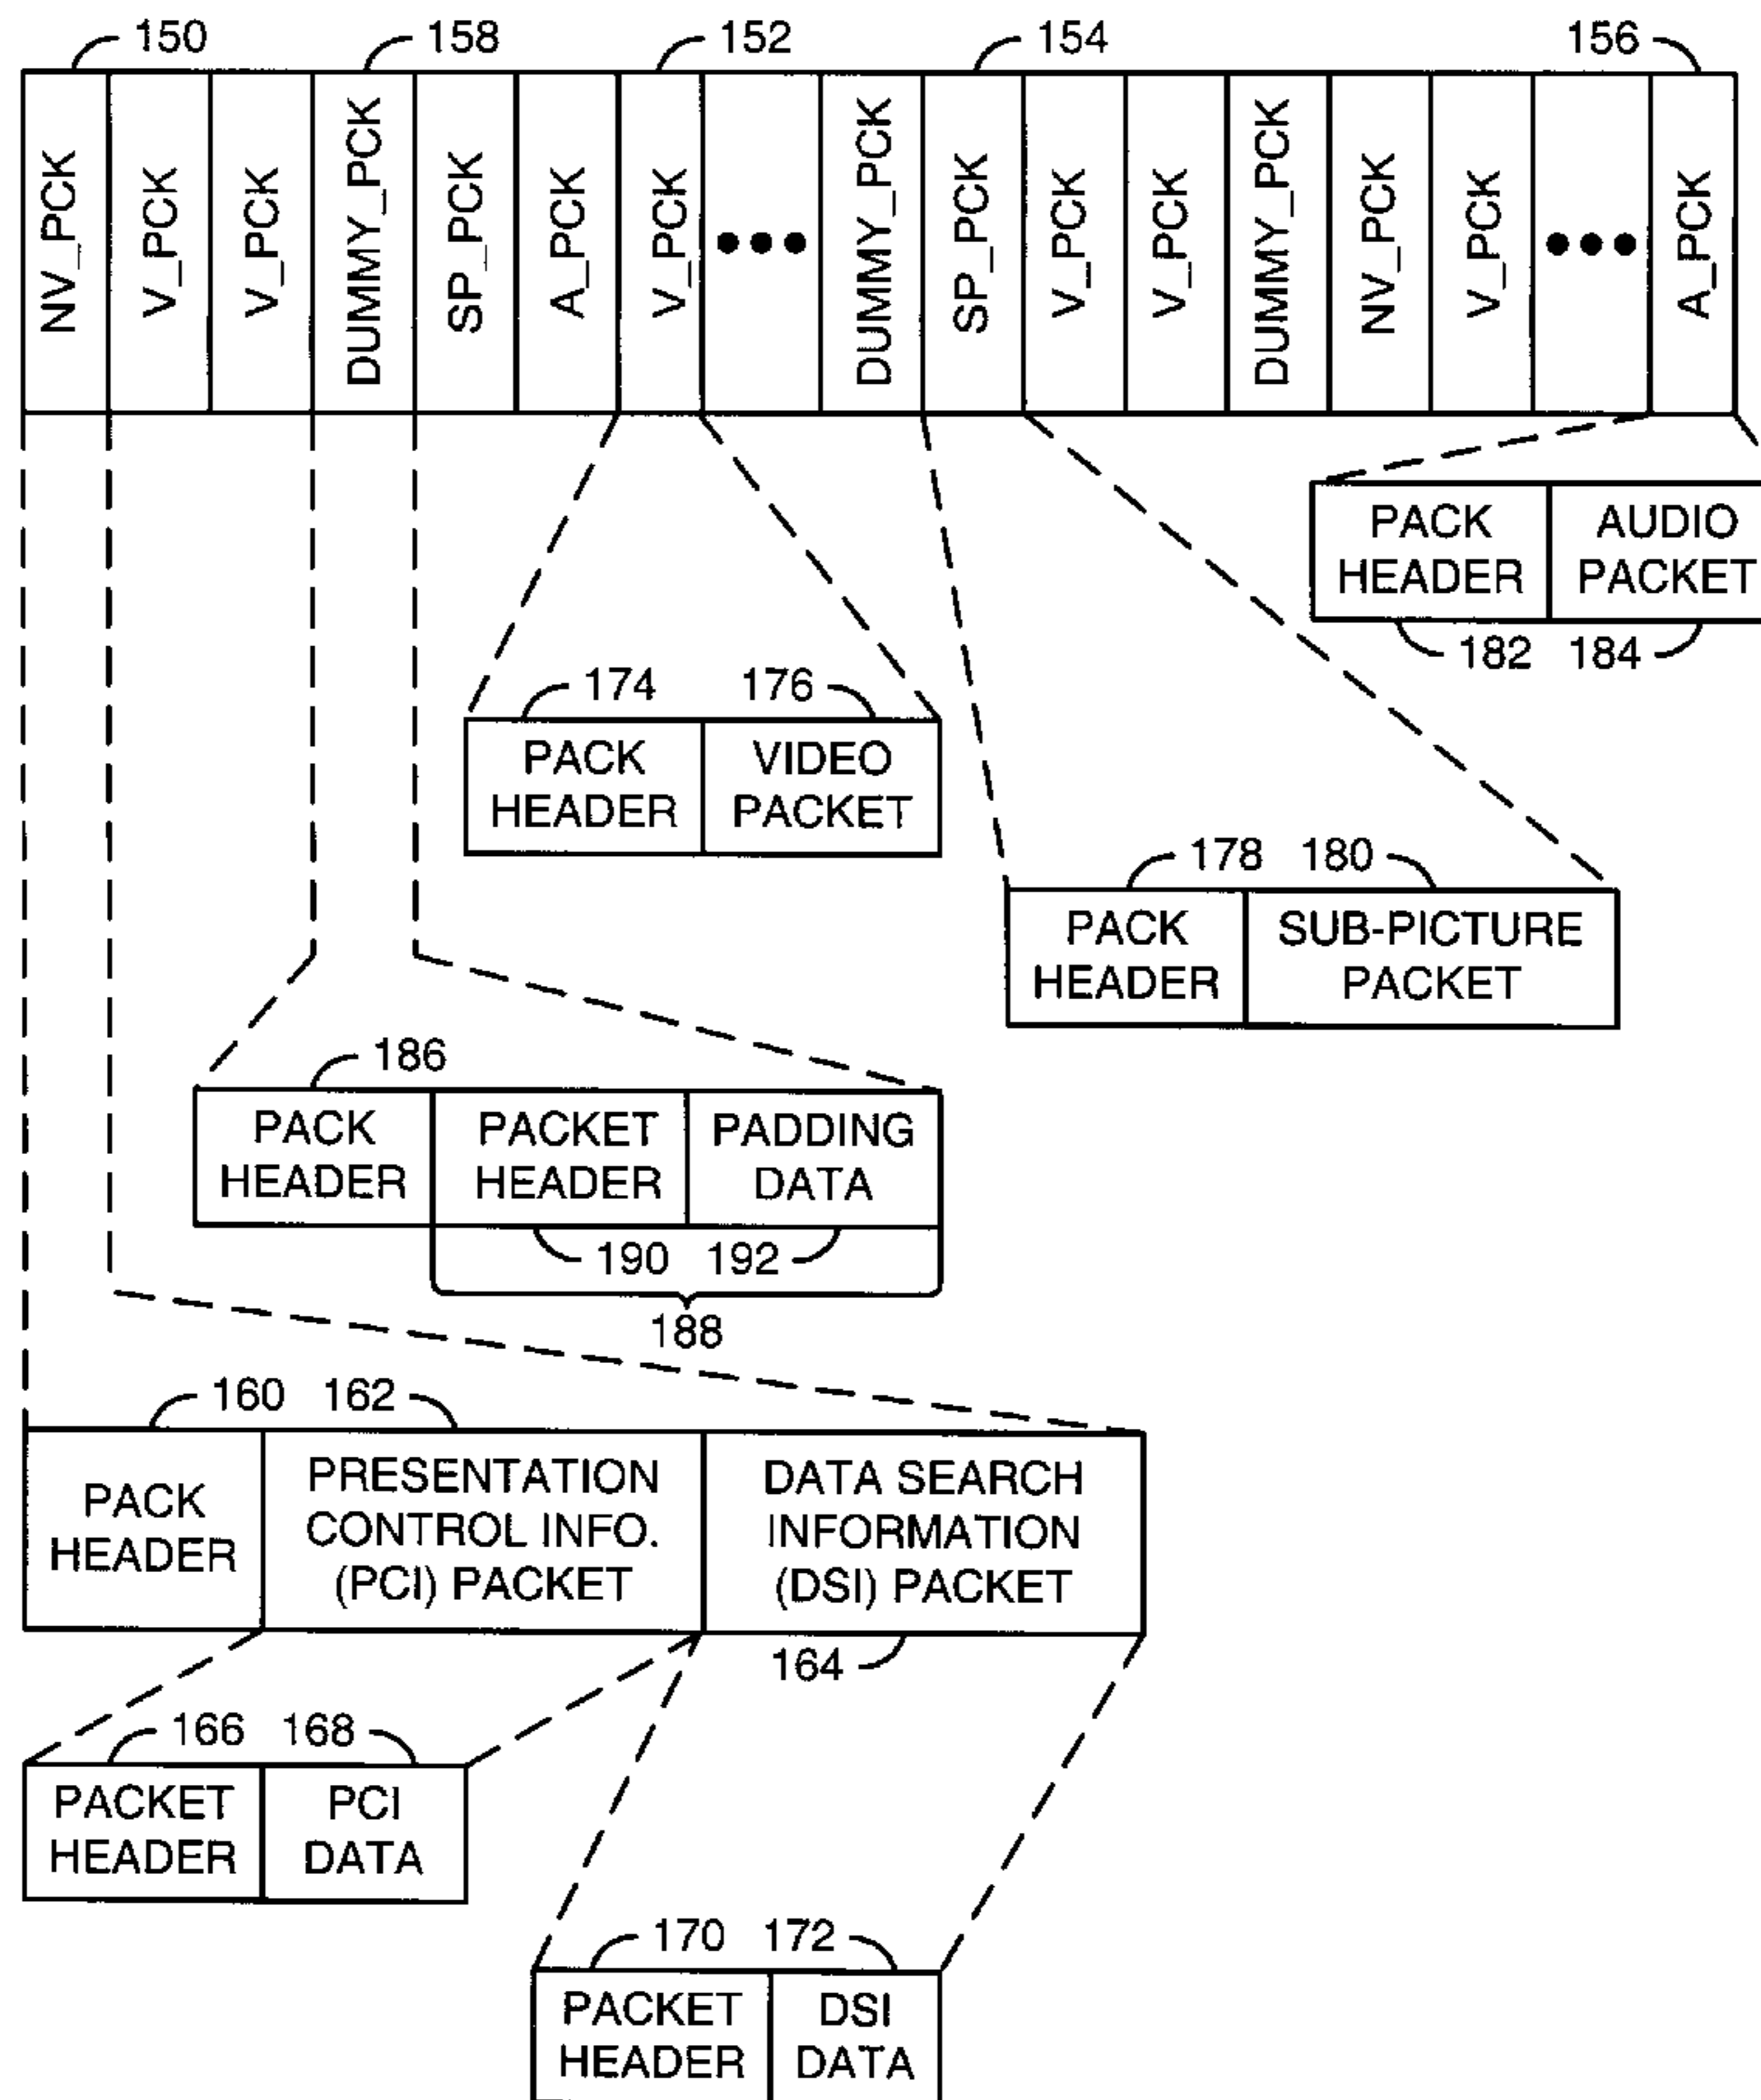 150 158 152 154 156
NV_PCK V_PCK V_PCK DUMMY_PCK SP_PCK A_PCK V_PCK ●●● DUMMY_PCK SP_PCK V_PCK V_PCK DUMMY_PCK NV_PCK V_PCK ●●● A_PCK
PACK AUDIO
HEADER PACKET
182 184
174 176
PACK VIDEO
HEADER PACKET
178 180
PACK SUB-PICTURE
HEADER PACKET
186
PACK PACKET PADDING
HEADER HEADER DATA
190 192
188
160 162
PACK
HEADER
PRESENTATION
CONTROL INFO.
(PCI) PACKET
DATA SEARCH
INFORMATION
(DSI) PACKET
164
166 168
PACKET PCI
HEADER DATA
170 172
PACKET DSI
HEADER DATA